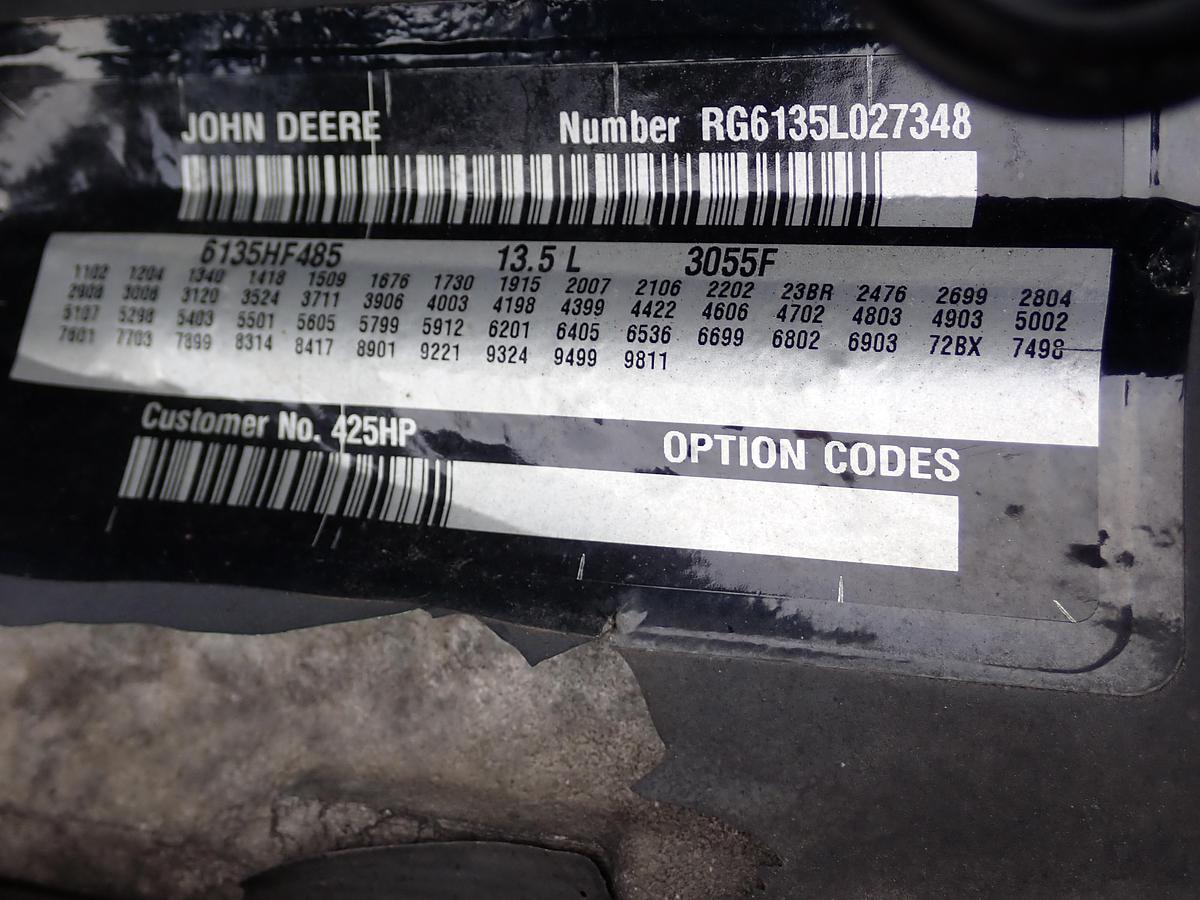 JOHN DEERE Number RG6135L027348
6135HF485 13.5 L 3055F
1102 1204 1340 1418 1509 1676 1730 1915 2007 2106 2202 23BR 2476 2699 2804
2908 3008 3120 3524 3711 3906 4003 4198 4399 4422 4606 4702 4803 4903 5002
5107 5298 5403 5501 5605 5799 5912 6201 6405 6536 6699 6802 6903 72BX 7498
7601 7703 7899 8314 8417 8901 9221 9324 9499 9811
Customer No. 425HP OPTION CODES